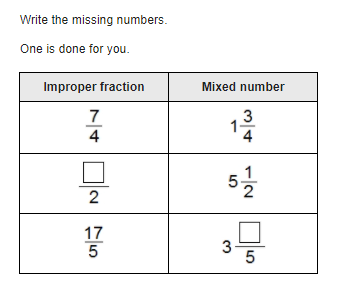 Write the missing numbers.
One is done for you.
Improper fraction Mixed number
7/4 1 3/4
□/2 5 1/2
17/5 3 □/5